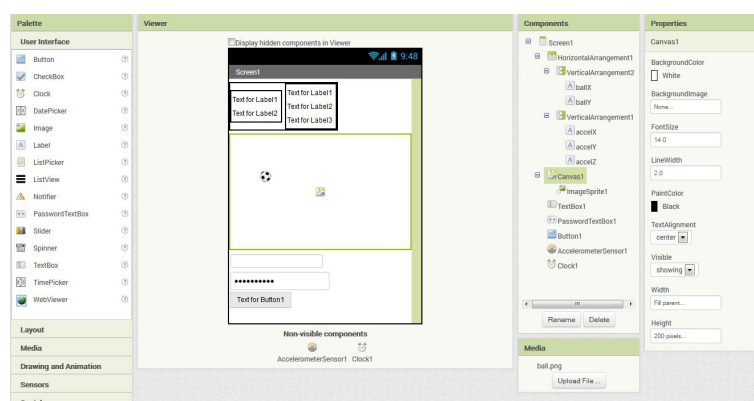 Palette
User Interface
Button
CheckBox
Clock
DatePicker
Image
Label
ListPicker
ListView
Notifier
PasswordTextBox
Slider
Spinner
TextBox
TimePicker
WebViewer
Layout
Media
Drawing and Animation
Sensors
Viewer
Display hidden components in Viewer
9:48
Screen1
Text for Label1
Text for Label2
Text for Label1
Text for Label2
Text for Label3
Text for Button1
Non-visible components
AccelerometerSensor1 Clock1
Components
Screen1
HorizontalArrangement1
VerticalArrangement2
ballX
ballY
VerticalArrangement1
accelX
accelY
accelZ
Canvas1
ImageSprite1
TextBox1
PasswordTextBox1
Button1
AccelerometerSensor1
Clock1
Rename Delete
Media
ball.png
Upload File ...
Properties
Canvas1
BackgroundColor
White
BackgroundImage
None...
FontSize
14.0
LineWidth
2.0
PaintColor
Black
TextAlignment
center
Visible
showing
Width
Fill parent...
Height
200 pixels...